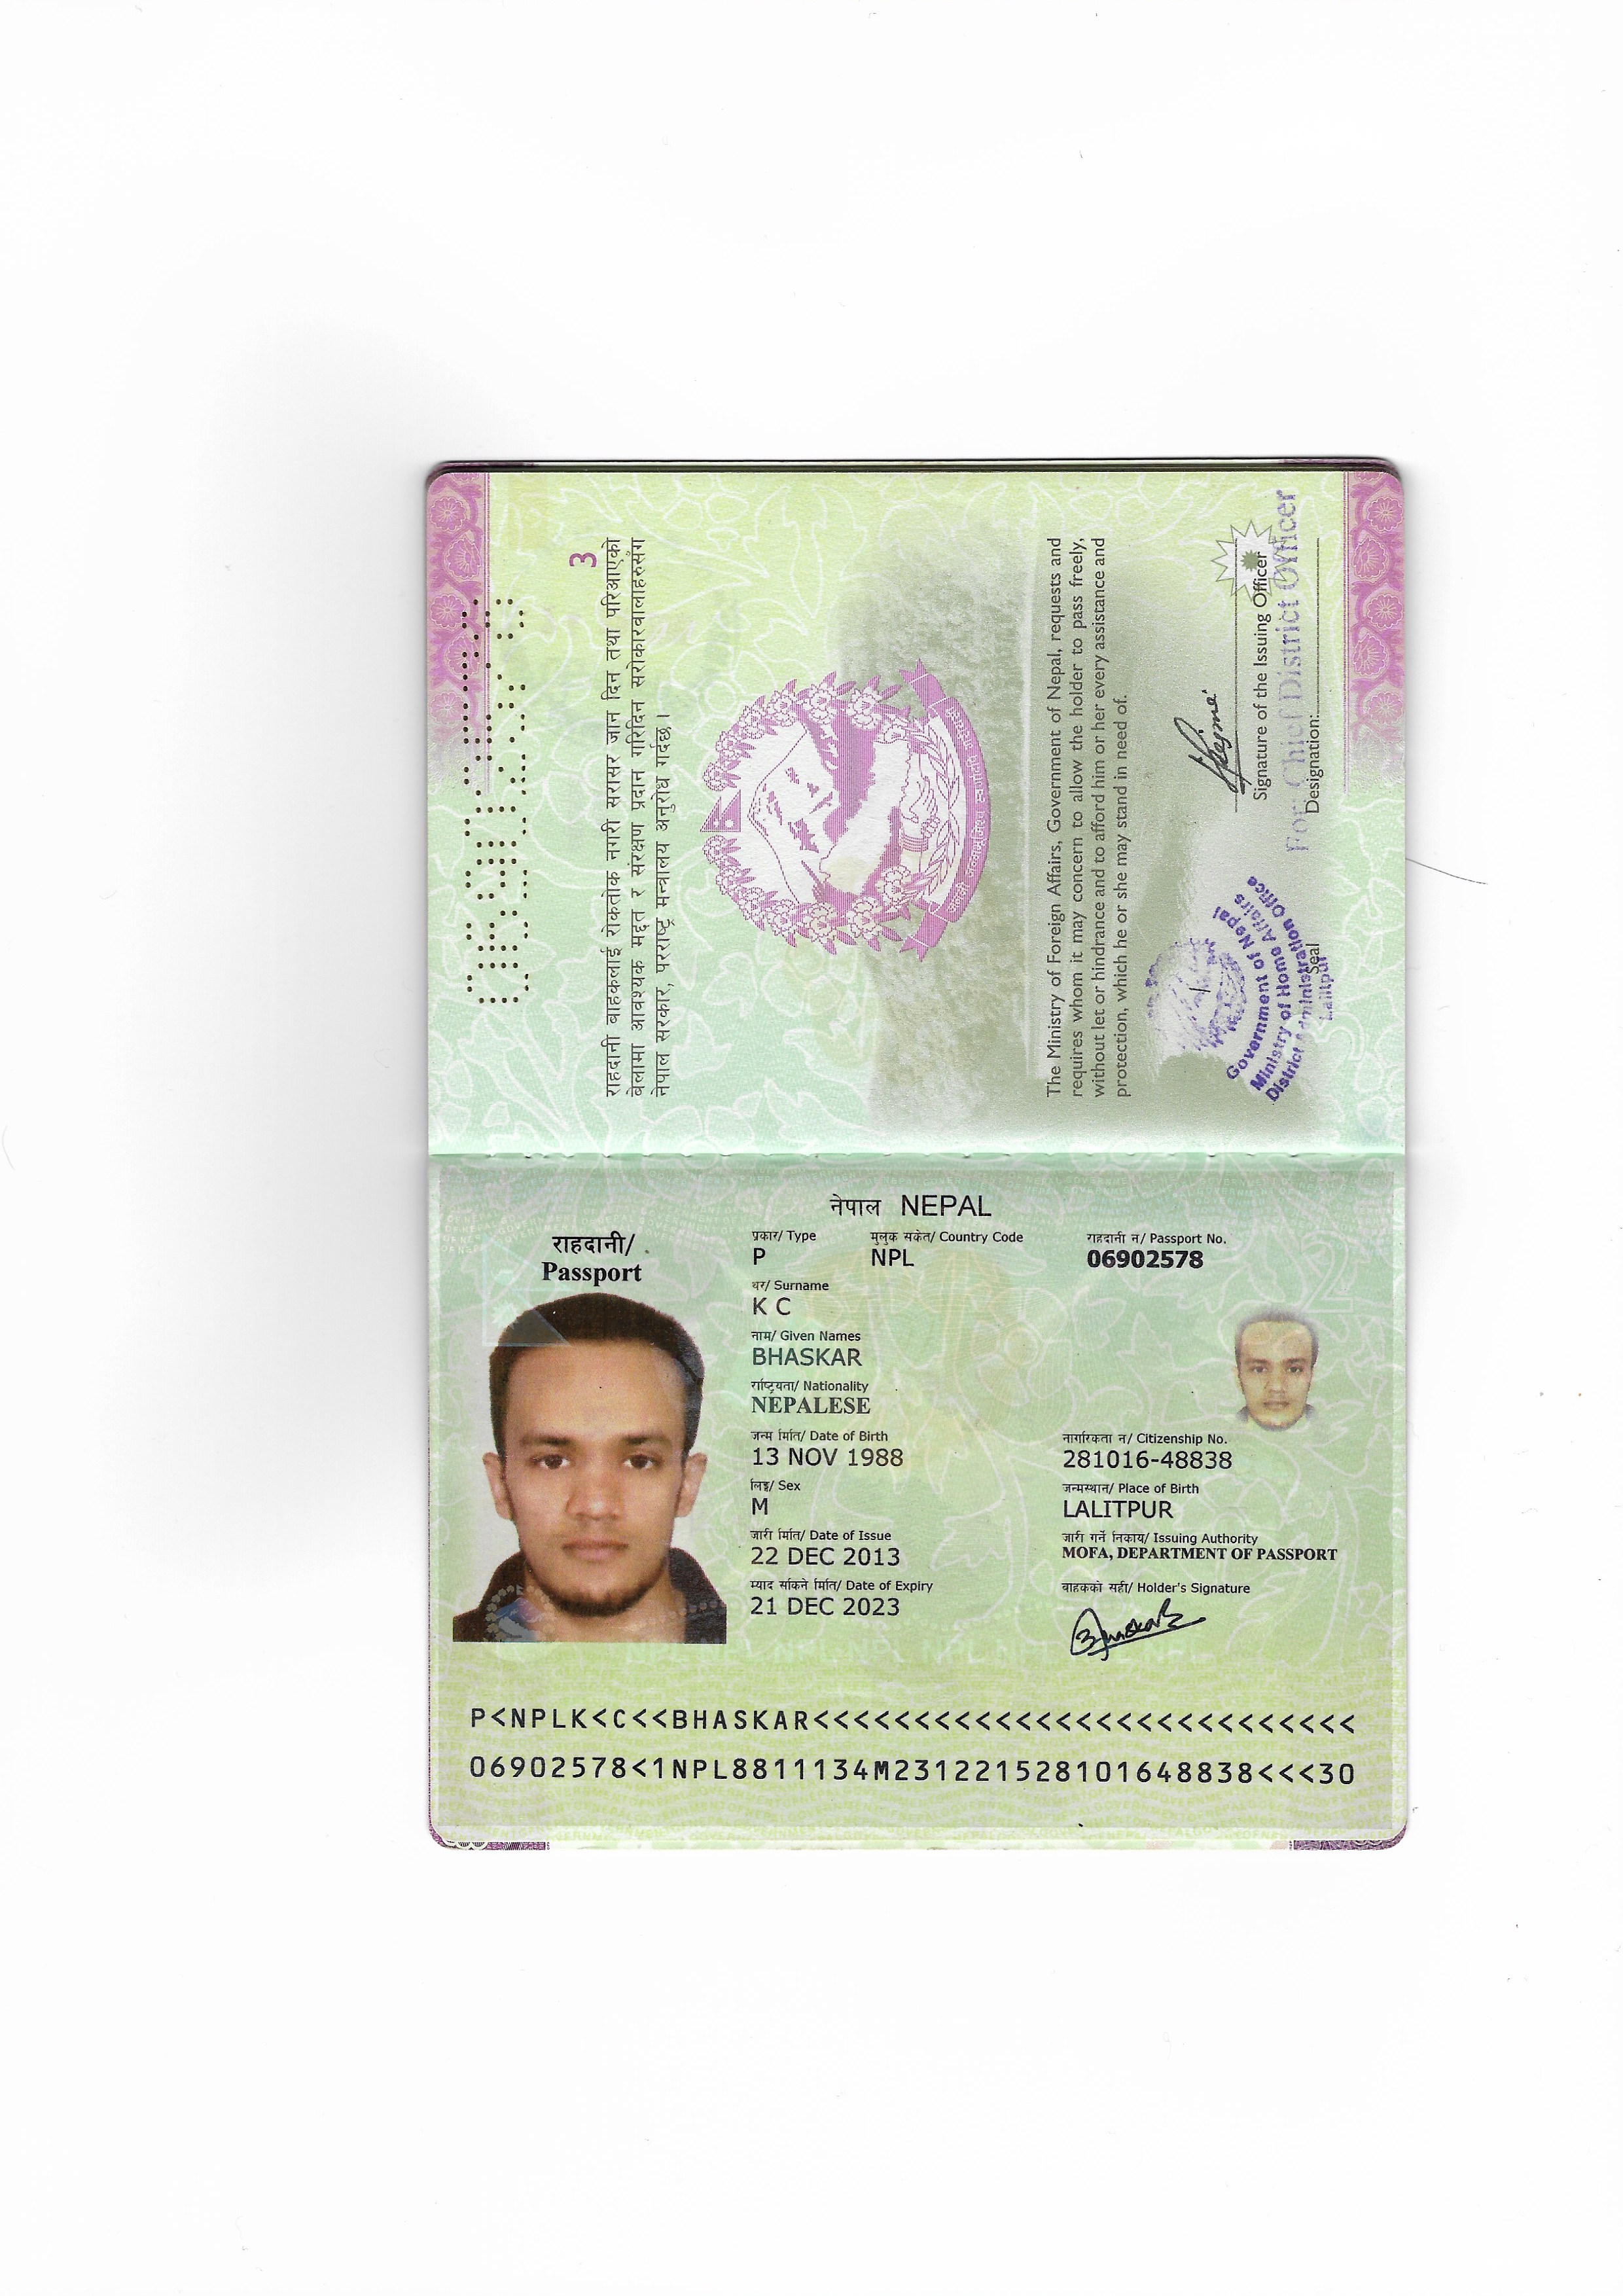 3
राहदानी बाहकलाई रोकतोक नगरी सरासर जान दिन तथा परिआएको
बेलामा आवश्यक मद्दत र संरक्षण प्रदान गरिदिन सरोकारवालाहरुसँग
नेपाल सरकार, परराष्ट्र मन्त्रालय अनुरोध गर्दछ।
The Ministry of Foreign Affairs, Government of Nepal, requests and
requires whom it may concern to allow the holder to pass freely,
without let or hindrance and to afford him or her every assistance and
protection, which he or she may stand in need of.
Signature of the Issuing Officer
For Chief District Officer
Designation:
Government of Nepal
Ministry of Home Affairs
District Administration Office
Lalitpur
Seal
नेपाल NEPAL
राहदानी/
Passport
प्रकार/ Type
P
मुलुक संकेत/ Country Code
NPL
राहदानी नं/ Passport No.
06902578
थर/ Surname
K C
नाम/ Given Names
BHASKAR
राष्ट्रियता/ Nationality
NEPALESE
जन्म मिति/ Date of Birth
13 NOV 1988
नागरिकता नं/ Citizenship No.
281016-48838
लिङ्ग/ Sex
M
जन्मस्थान/ Place of Birth
LALITPUR
जारी मिति/ Date of Issue
22 DEC 2013
जारी गर्ने निकाय/ Issuing Authority
MOFA, DEPARTMENT OF PASSPORT
म्याद सकिने मिति/ Date of Expiry
21 DEC 2023
वाहकको सही/ Holder's Signature
P<NPLK<C<<BHASKAR<<<<<<<<<<<<<<<<<<<<<<<<<<<
06902578<1NPL8811134M231221528101648838<<<30